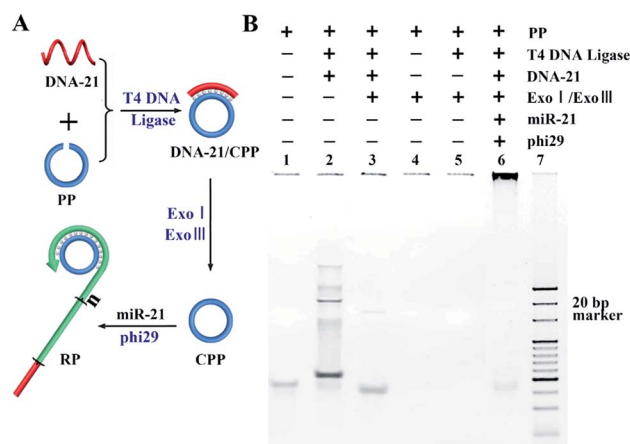 A
DNA-21
+
PP
T4 DNA
Ligase
DNA-21/CPP
Exo Ⅰ
Exo Ⅲ
CPP
miR-21
phi29
n
RP
B
+ + + + + + PP
− + + − + + T4 DNA Ligase
− + + − − + DNA-21
− − + + + + Exo Ⅰ/Exo Ⅲ
− − − − − + miR-21
− − − − − + phi29
1 2 3 4 5 6 7
20 bp
marker